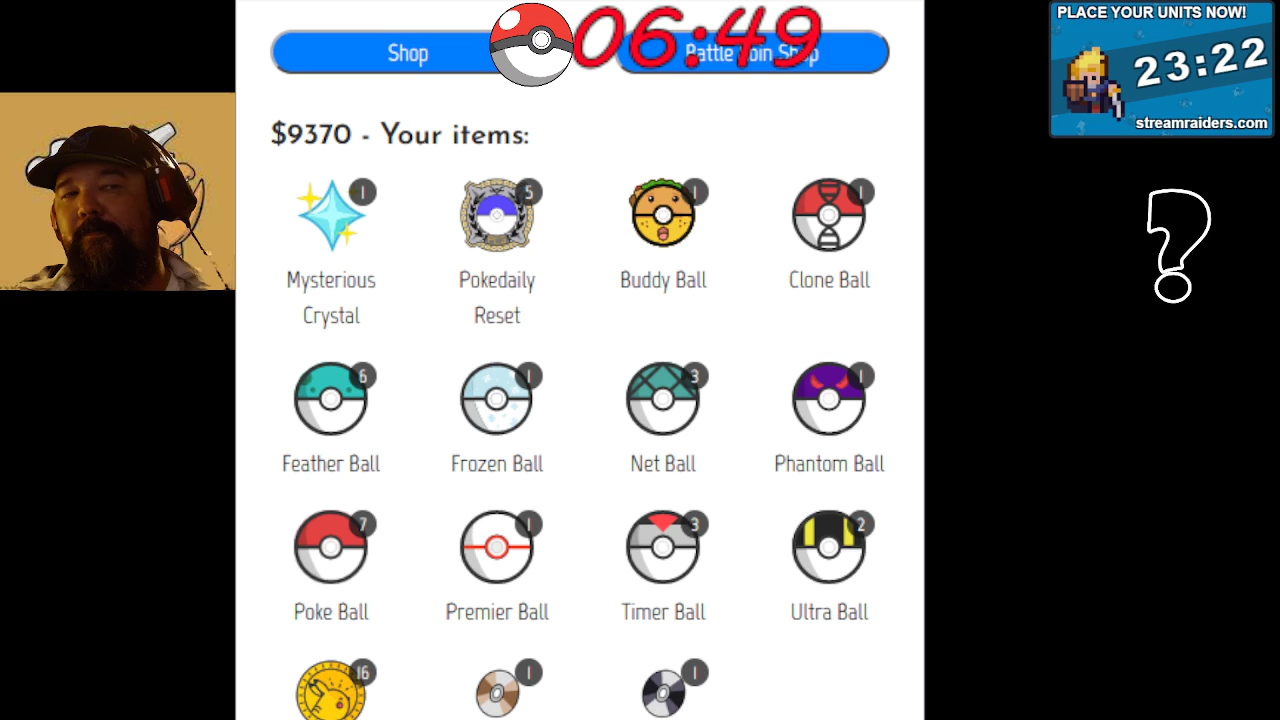 Shop
06:49
Battle Coin Shop
PLACE YOUR UNITS NOW!
23:22
streamraiders.com
$9370 - Your items:
1
5
1
1
Mysterious
Crystal
Pokedaily
Reset
Buddy Ball
Clone Ball
6
1
3
1
Feather Ball
Frozen Ball
Net Ball
Phantom Ball
7
1
3
2
Poke Ball
Premier Ball
Timer Ball
Ultra Ball
16
1
1
?